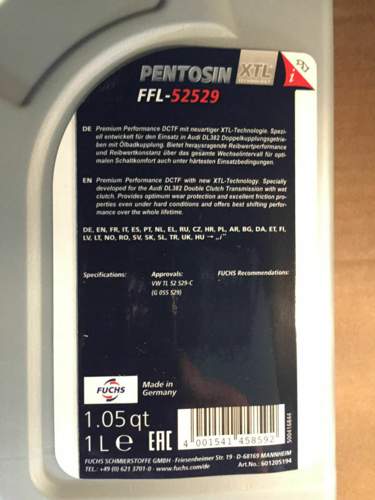 PENTOSIN XTL
TECHNOLOGY
i
FFL-52529
DE Premium Performance DCTF mit neuartiger XTL-Technologie. Spezi-
ell entwickelt für den Einsatz in Audi DL382 Doppelkupplungsgetrie-
ben mit Ölbadkupplung. Bietet herausragende Reibwertperformance
und Reibwertkonstanz über das gesamte Wechselintervall für opti-
malen Schaltkomfort auch unter härtesten Einsatzbedingungen.
EN Premium Performance DCTF with new XTL-Technology. Specially
developed for the Audi DL382 Double Clutch Transmission with wet
clutch. Provides optimum wear protection and excellent friction pro-
perties even under hard conditions and offers best shifting perfor-
mance over the whole lifetime.
DE, EN, FR, IT, ES, PT, NL, EL, RU, CZ, HR, PL, AR, BG, DA, ET, FI,
LV, LT, NO, RO, SV, SK, SL, TR, UK, HU → „i“
Specifications: Approvals: FUCHS Recommendations:
VW TL 52 529-C
(G 055 529)
FUCHS
Made in
Germany
1.05 qt
1 L e EAC
4 001541 458592
300416844
FUCHS SCHMIERSTOFFE GMBH · Friesenheimer Str. 19 · D-68169 MANNHEIM
TEL.: +49 (0) 621 3701-0 · www.fuchs.com/de Art.No.: 601205194